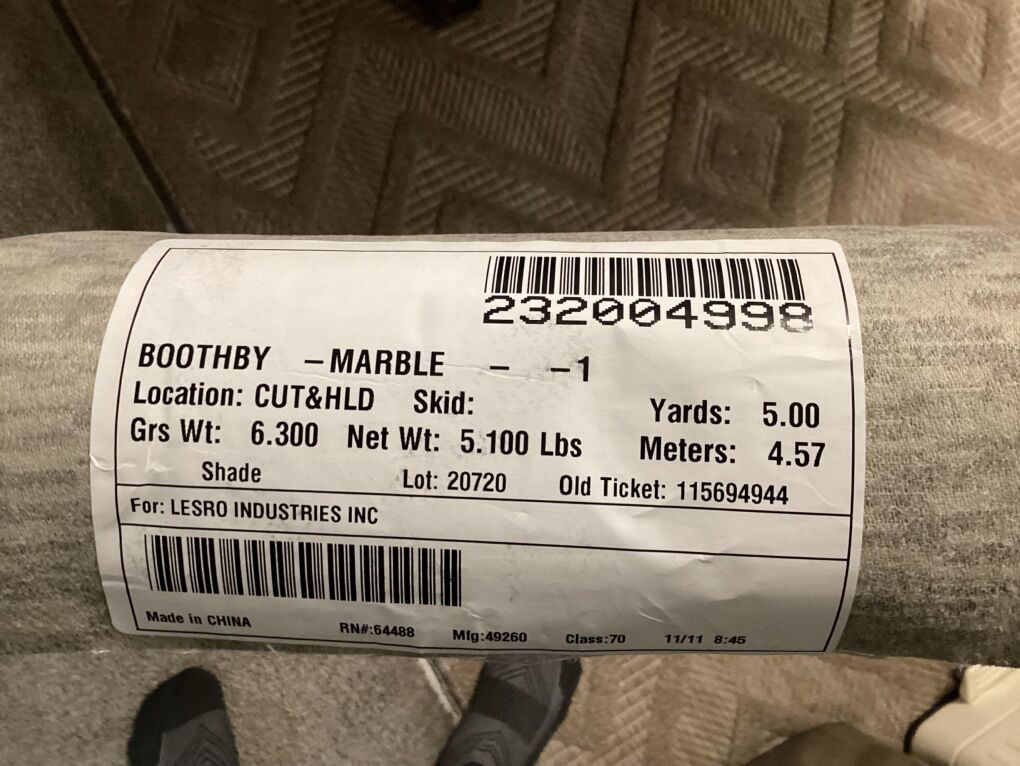 232004998
BOOTHBY -MARBLE - -1
Location: CUT&HLD Skid: Yards: 5.00
Grs Wt: 6.300 Net Wt: 5.100 Lbs Meters: 4.57
Shade Lot: 20720 Old Ticket: 115694944
For: LESRO INDUSTRIES INC
Made in CHINA RN#:64488 Mfg:49260 Class:70 11/11 8:45